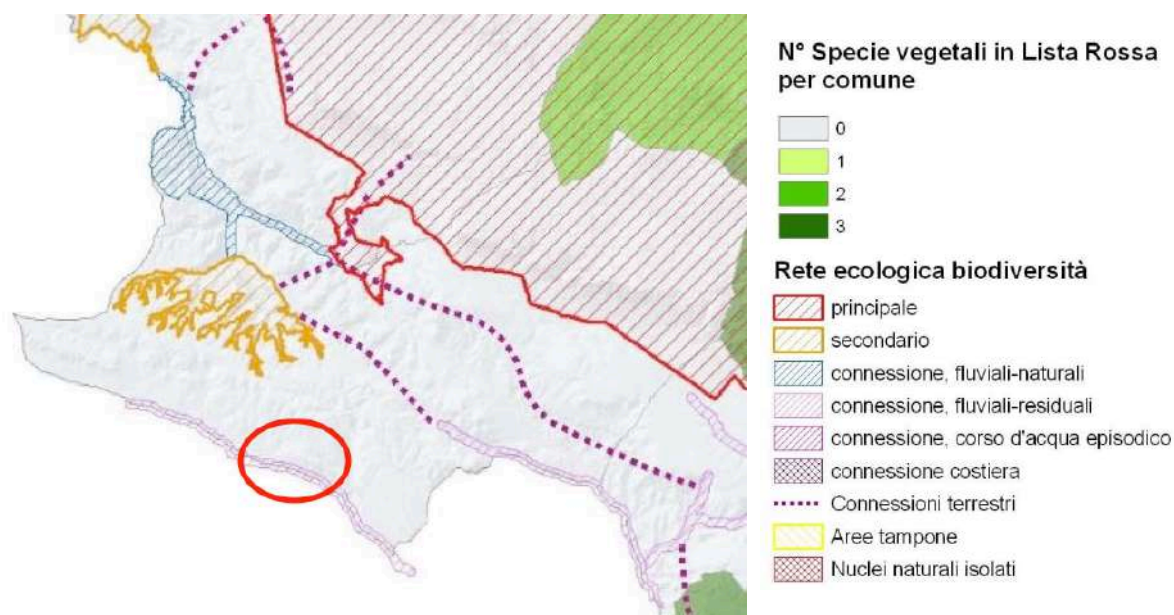 N° Specie vegetali in Lista Rossa
per comune
0
1
2
3
Rete ecologica biodiversità
principale
secondario
connessione, fluviali-naturali
connessione, fluviali-residuali
connessione, corso d'acqua episodico
connessione costiera
Connessioni terrestri
Aree tampone
Nuclei naturali isolati